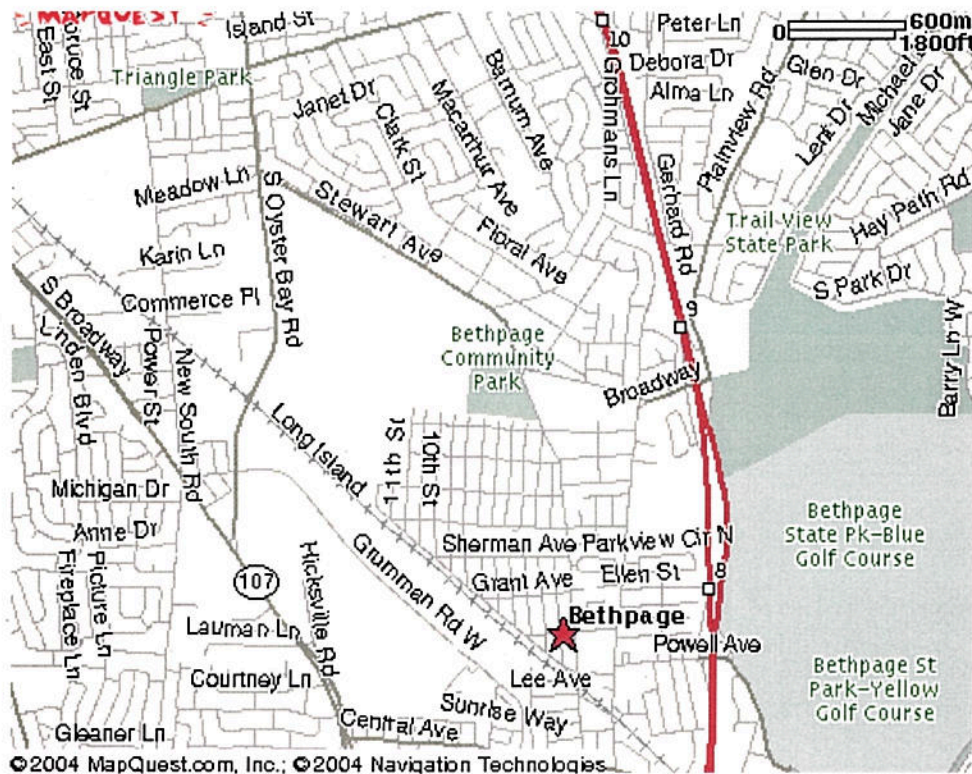 MAPQUEST
Island St
Peter Ln
0 600m
1800ft
10
Spruce St
East St
Triangle Park
Debora Dr
Glen Dr
Michael
Alma Ln
Janet Dr
Clark St
Macarthur Ave
Barnum Ave
Grohmans Ln
Plainview Rd
Lent Dr
Jane Dr
Meadow Ln
S Oyster Bay Rd
Stewart Ave
Floral Ave
Gerhard Rd
Trail View
State Park
Hay Path Rd
Karin Ln
S Park Dr
S Broadway
Commerce Pl
9
Bethpage
Community
Park
Broadway
Barry Ln W
Linden Blvd
Power St
New South Rd
Long Island
11th St
10th St
Michigan Dr
Anne Dr
Bethpage
State Pk-Blue
Golf Course
Sherman Ave
Parkview Cir N
Fireplace Ln
Picture Ln
107
Hicksville Rd
Grumman Rd W
Grant Ave
Ellen St
8
Bethpage
Lauman Ln
Powell Ave
Courtney Ln
Lee Ave
Bethpage St
Park-Yellow
Golf Course
Sunrise Way
Central Ave
Gleaner Ln
©2004 MapQuest.com, Inc.; ©2004 Navigation Technologies